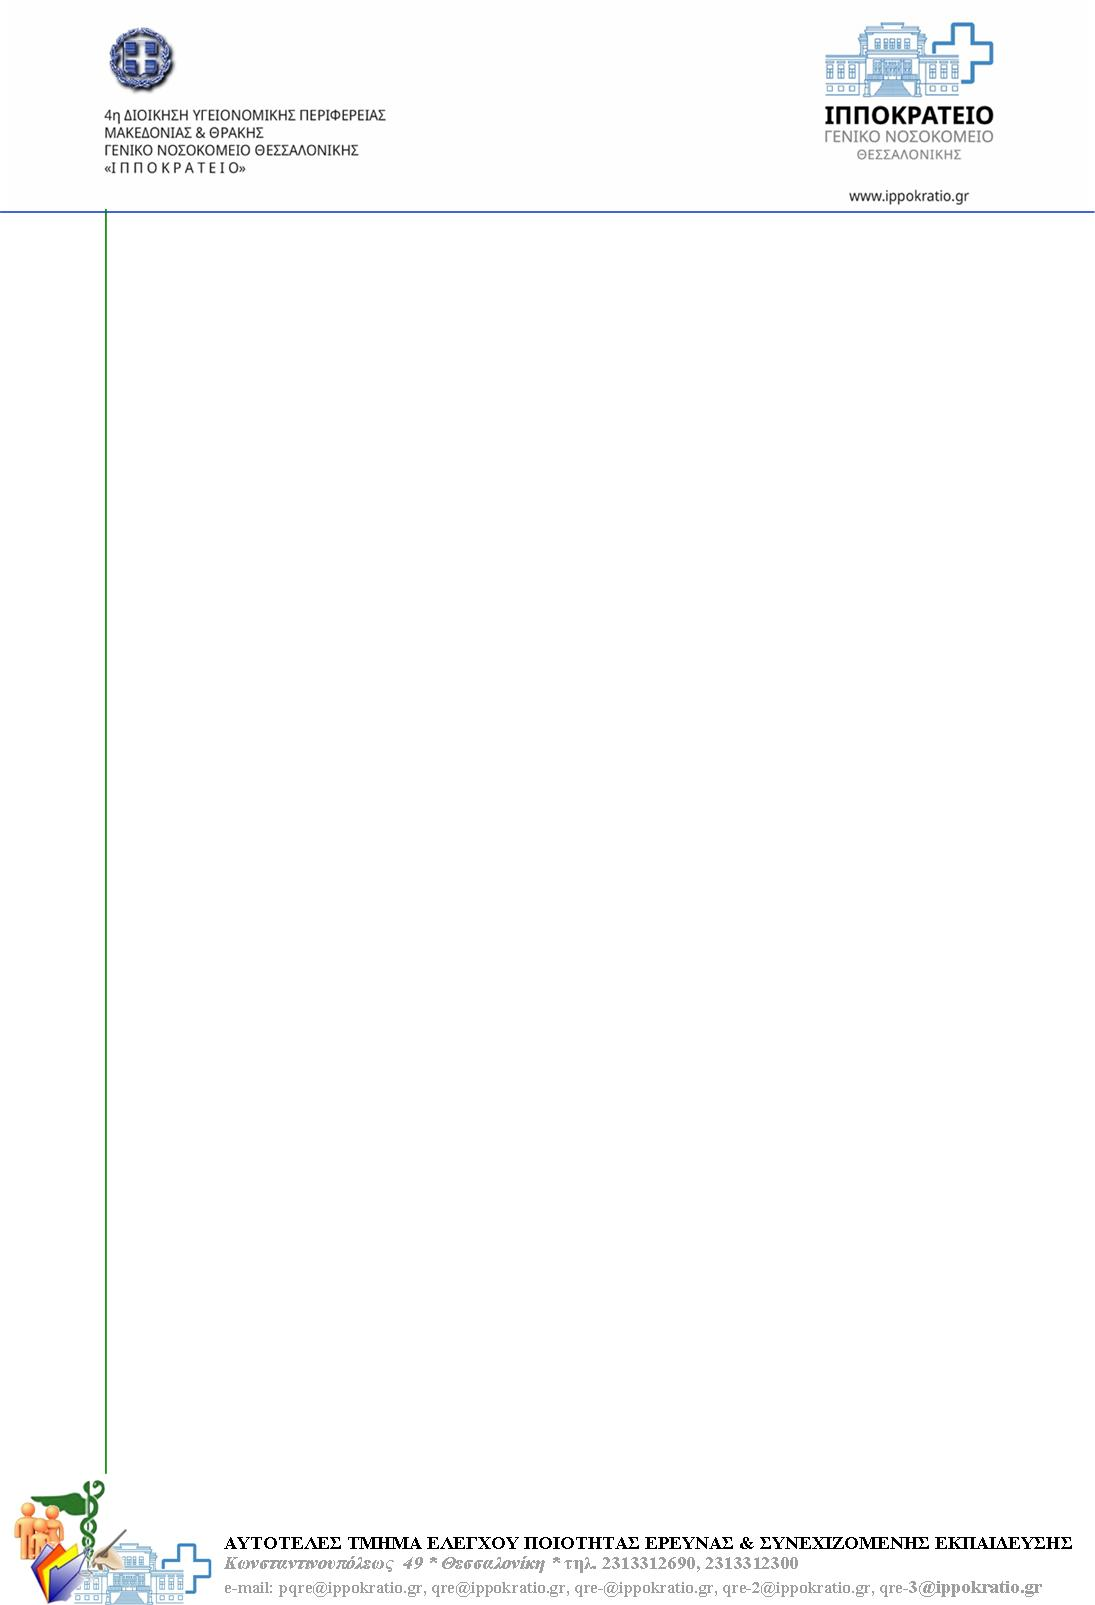 4η ΔΙΟΙΚΗΣΗ ΥΓΕΙΟΝΟΜΙΚΗΣ ΠΕΡΙΦΕΡΕΙΑΣ
ΜΑΚΕΔΟΝΙΑΣ & ΘΡΑΚΗΣ
ΓΕΝΙΚΟ ΝΟΣΟΚΟΜΕΙΟ ΘΕΣΣΑΛΟΝΙΚΗΣ
«Ι Π Π Ο Κ Ρ Α Τ Ε Ι Ο»
ΙΠΠΟΚΡΑΤΕΙΟ
ΓΕΝΙΚΟ ΝΟΣΟΚΟΜΕΙΟ
ΘΕΣΣΑΛΟΝΙΚΗΣ
www.ippokratio.gr
ΑΥΤΟΤΕΛΕΣ ΤΜΗΜΑ ΕΛΕΓΧΟΥ ΠΟΙΟΤΗΤΑΣ ΕΡΕΥΝΑΣ & ΣΥΝΕΧΙΖΟΜΕΝΗΣ ΕΚΠΑΙΔΕΥΣΗΣ
Κωνσταντινουπόλεως 49 * Θεσσαλονίκη * τηλ. 2313312690, 2313312300
e-mail: pqre@ippokratio.gr, qre@ippokratio.gr, qre-@ippokratio.gr, qre-2@ippokratio.gr, qre-3@ippokratio.gr